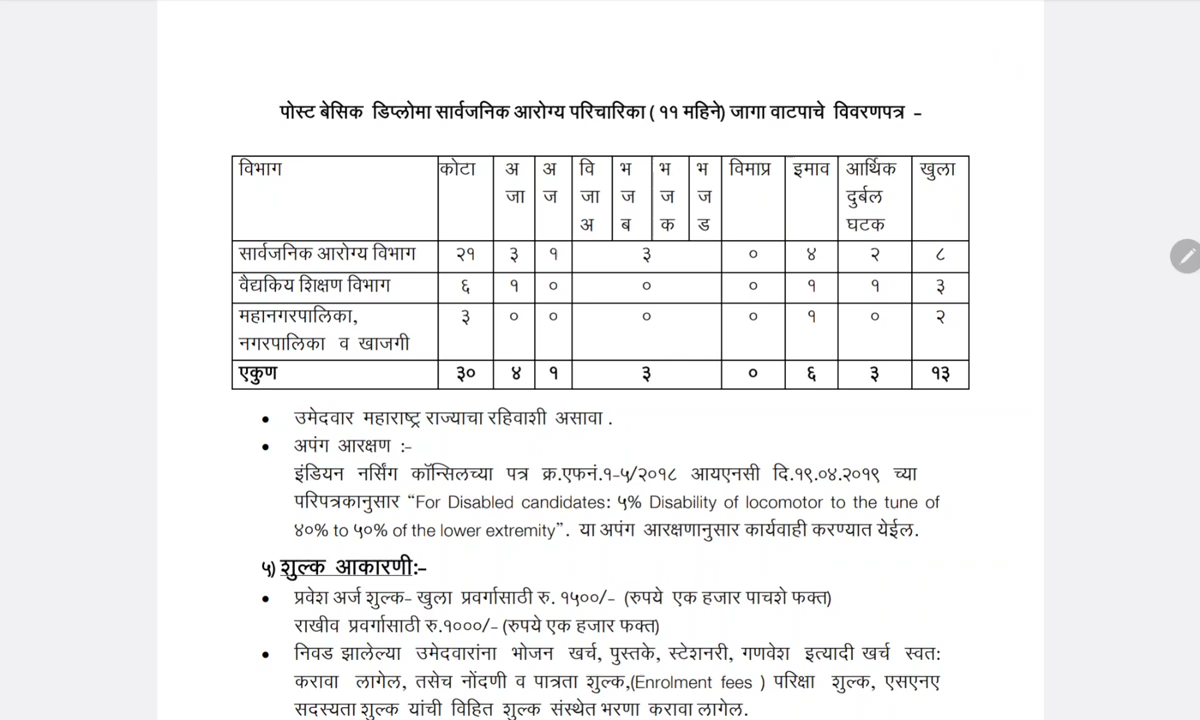 पोस्ट बेसिक डिप्लोमा सार्वजनिक आरोग्य परिचारिका ( ११ महिने) जागा वाटपाचे विवरणपत्र –
विभाग कोटा अ जा अ ज वि जा अ भ ज ब भ ज क भ ज ड विमाप्र इमाव आर्थिक दुर्बल घटक खुला
सार्वजनिक आरोग्य विभाग २१ ३ १ ३ ० ४ २ ८
वैद्यकिय शिक्षण विभाग ६ १ ० ० ० १ १ ३
महानगरपालिका,
नगरपालिका व खाजगी ३ ० ० ० ० १ ० २
एकुण ३० ४ १ ३ ० ६ ३ १३
• उमेदवार महाराष्ट्र राज्याचा रहिवाशी असावा .
• अपंग आरक्षण :-
इंडियन नर्सिंग कॉन्सिलच्या पत्र क्र.एफनं.१-५/२०१८ आयएनसी दि.१९.०४.२०१९ च्या
परिपत्रकानुसार “For Disabled candidates: ५% Disability of locomotor to the tune of
४०% to ५०% of the lower extremity”. या अपंग आरक्षणानुसार कार्यवाही करण्यात येईल.
५) शुल्क आकारणी:-
• प्रवेश अर्ज शुल्क- खुला प्रवर्गासाठी रु. १५००/- (रुपये एक हजार पाचशे फक्त)
राखीव प्रवर्गासाठी रु.१०००/- (रुपये एक हजार फक्त)
• निवड झालेल्या उमेदवारांना भोजन खर्च, पुस्तके, स्टेशनरी, गणवेश इत्यादी खर्च स्वत:
करावा लागेल, तसेच नोंदणी व पात्रता शुल्क,(Enrolment fees ) परिक्षा शुल्क, एसएनए
सदस्यता शुल्क यांची विहित शुल्क संस्थेत भरणा करावा लागेल.